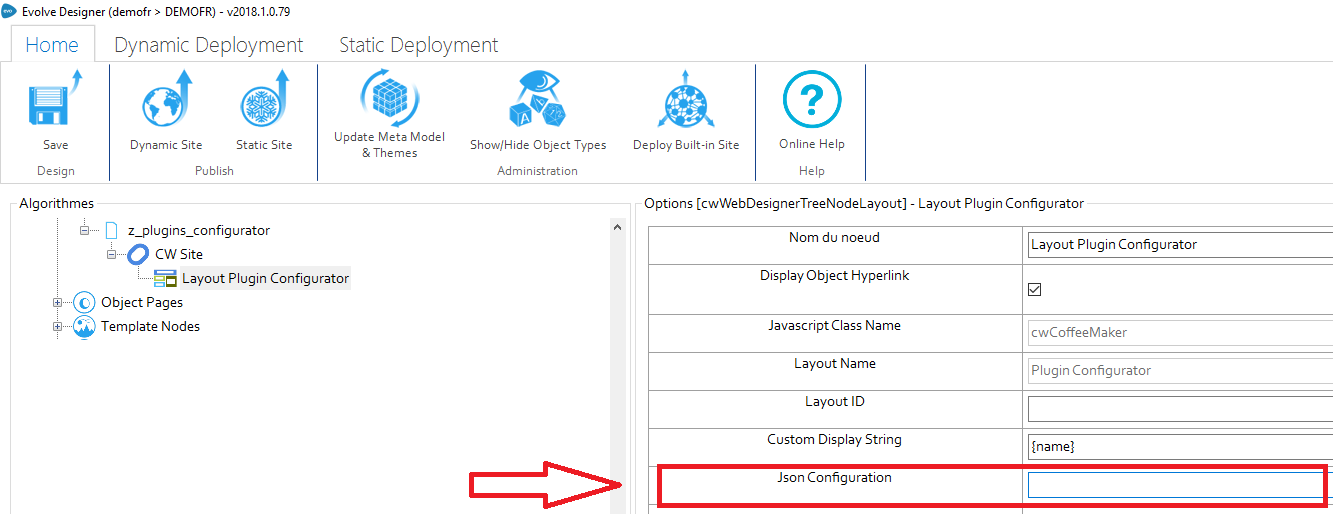 evo Evolve Designer (demofr > DEMOFR) - v2018.1.0.79
Home Dynamic Deployment Static Deployment
Save Dynamic Site Static Site Update Meta Model & Themes Show/Hide Object Types Deploy Built-in Site Online Help
Design Publish Administration Help
Algorithmes
z_plugins_configurator
CW Site
Layout Plugin Configurator
Object Pages
Template Nodes
Options [cwWebDesignerTreeNodeLayout] - Layout Plugin Configurator
Nom du noeud Layout Plugin Configurator
Display Object Hyperlink
Javascript Class Name cwCoffeeMaker
Layout Name Plugin Configurator
Layout ID
Custom Display String {name}
Json Configuration